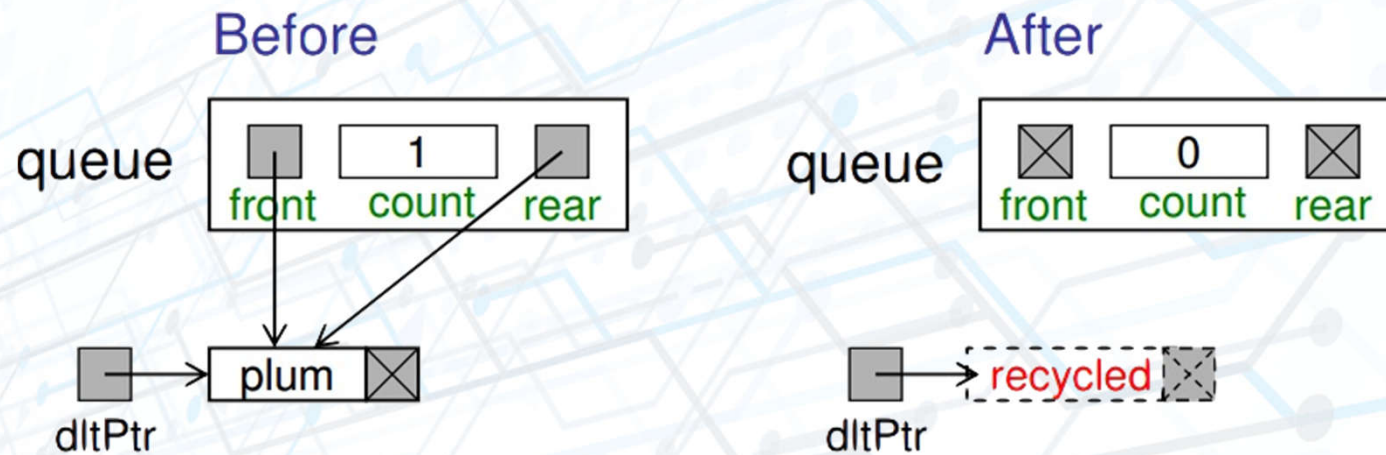 Before
queue
1
front count rear
plum
dltPtr
After
queue
0
front count rear
recycled
dltPtr